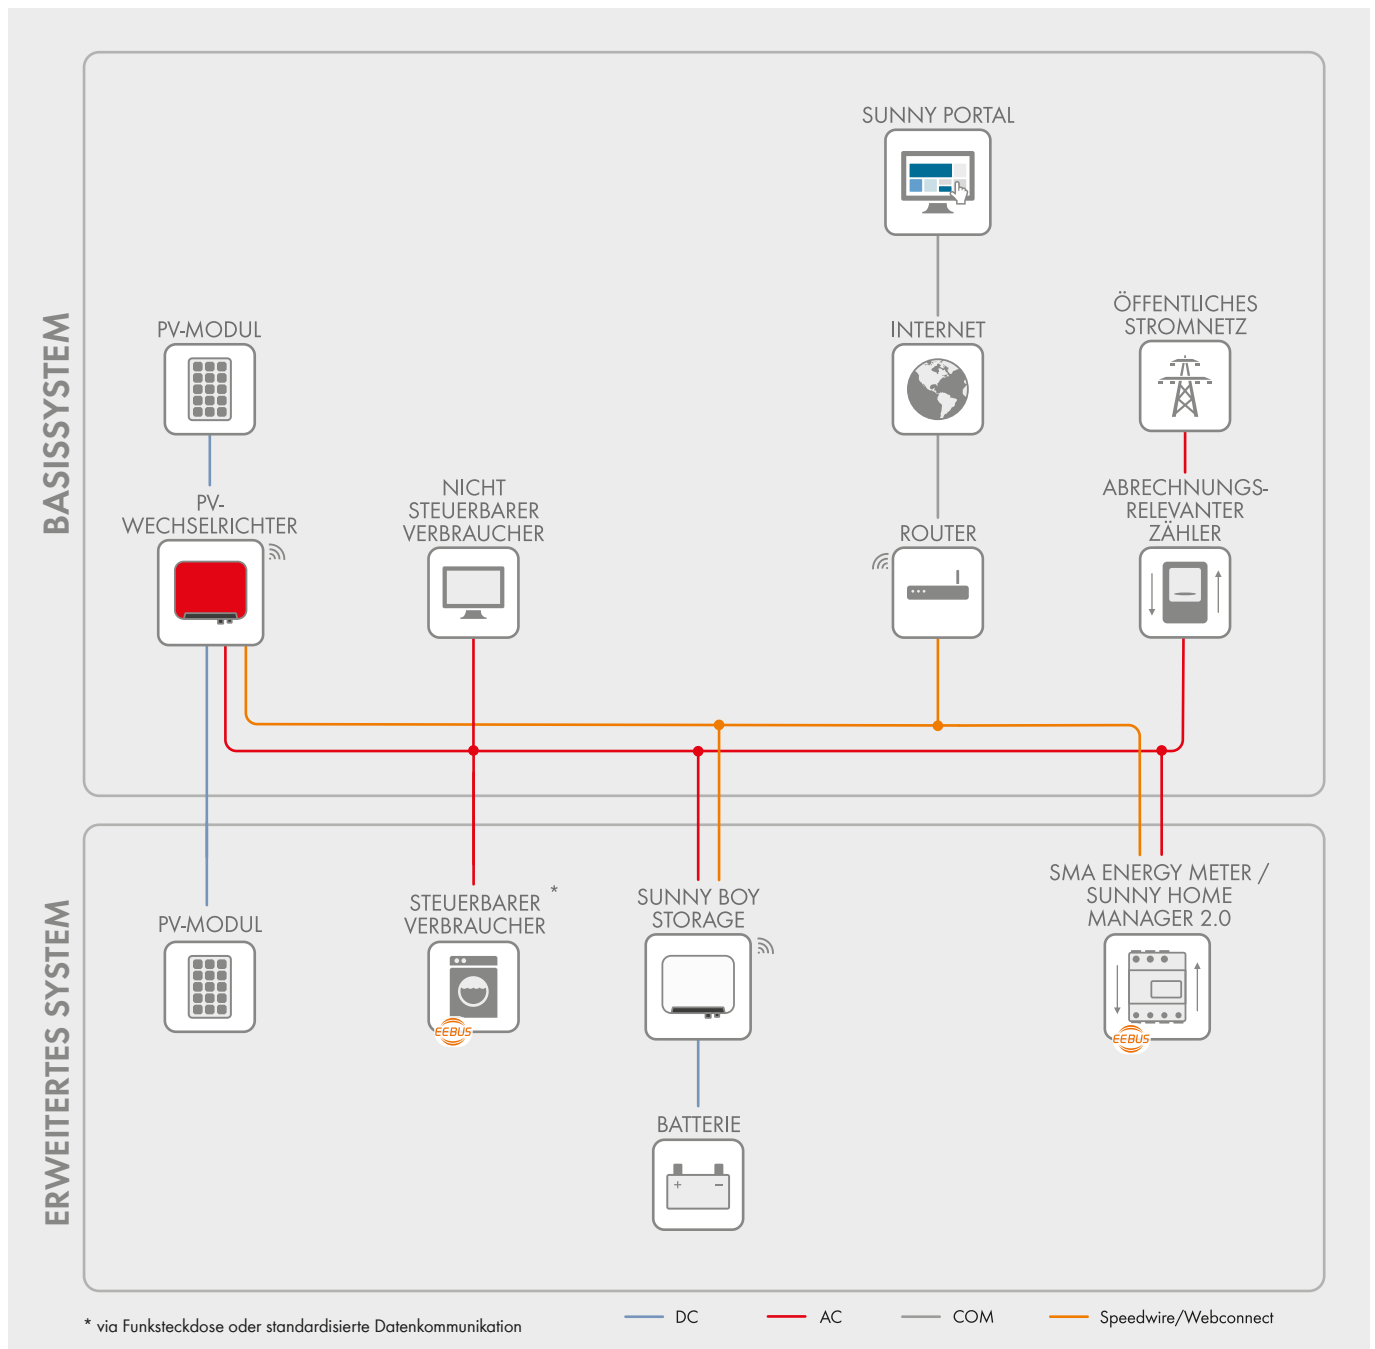 BASISSYSTEM
SUNNY PORTAL
PV-MODUL
INTERNET
ÖFFENTLICHES
STROMNETZ
PV-
WECHSELRICHTER
NICHT
STEUERBARER
VERBRAUCHER
ROUTER
ABRECHNUNGS-
RELEVANTER
ZÄHLER
ERWEITERTES SYSTEM
PV-MODUL
STEUERBARER *
VERBRAUCHER
EEBUS
SUNNY BOY
STORAGE
SMA ENERGY METER /
SUNNY HOME
MANAGER 2.0
EEBUS
BATTERIE
+ −
* via Funksteckdose oder standardisierte Datenkommunikation
DC
AC
COM
Speedwire/Webconnect